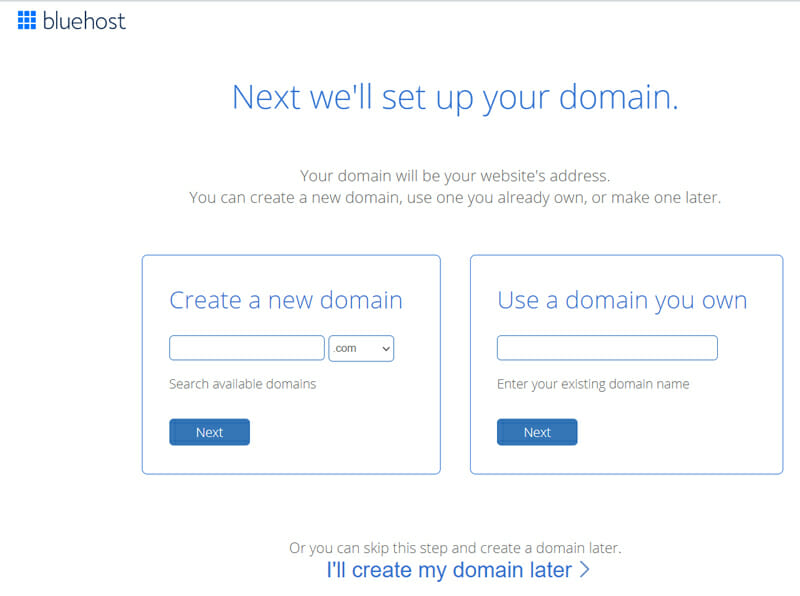 bluehost
Next we'll set up your domain.
Your domain will be your website's address.
You can create a new domain, use one you already own, or make one later.
Create a new domain
.com
Search available domains
Next
Use a domain you own
Enter your existing domain name
Next
Or you can skip this step and create a domain later.
I'll create my domain later >